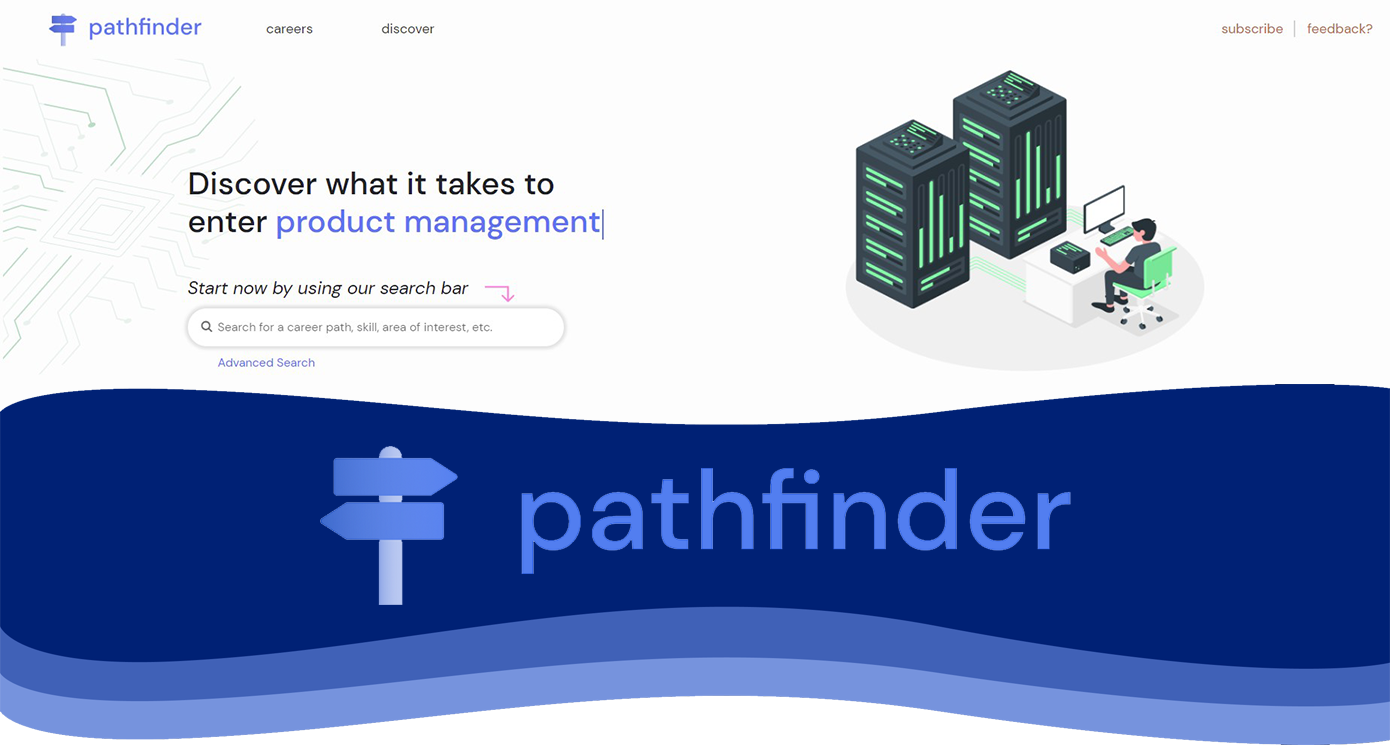 pathfinder
careers
discover
subscribe
feedback?
Discover what it takes to
enter product management
Start now by using our search bar
Search for a career path, skill, area of interest, etc.
Advanced Search
pathfinder